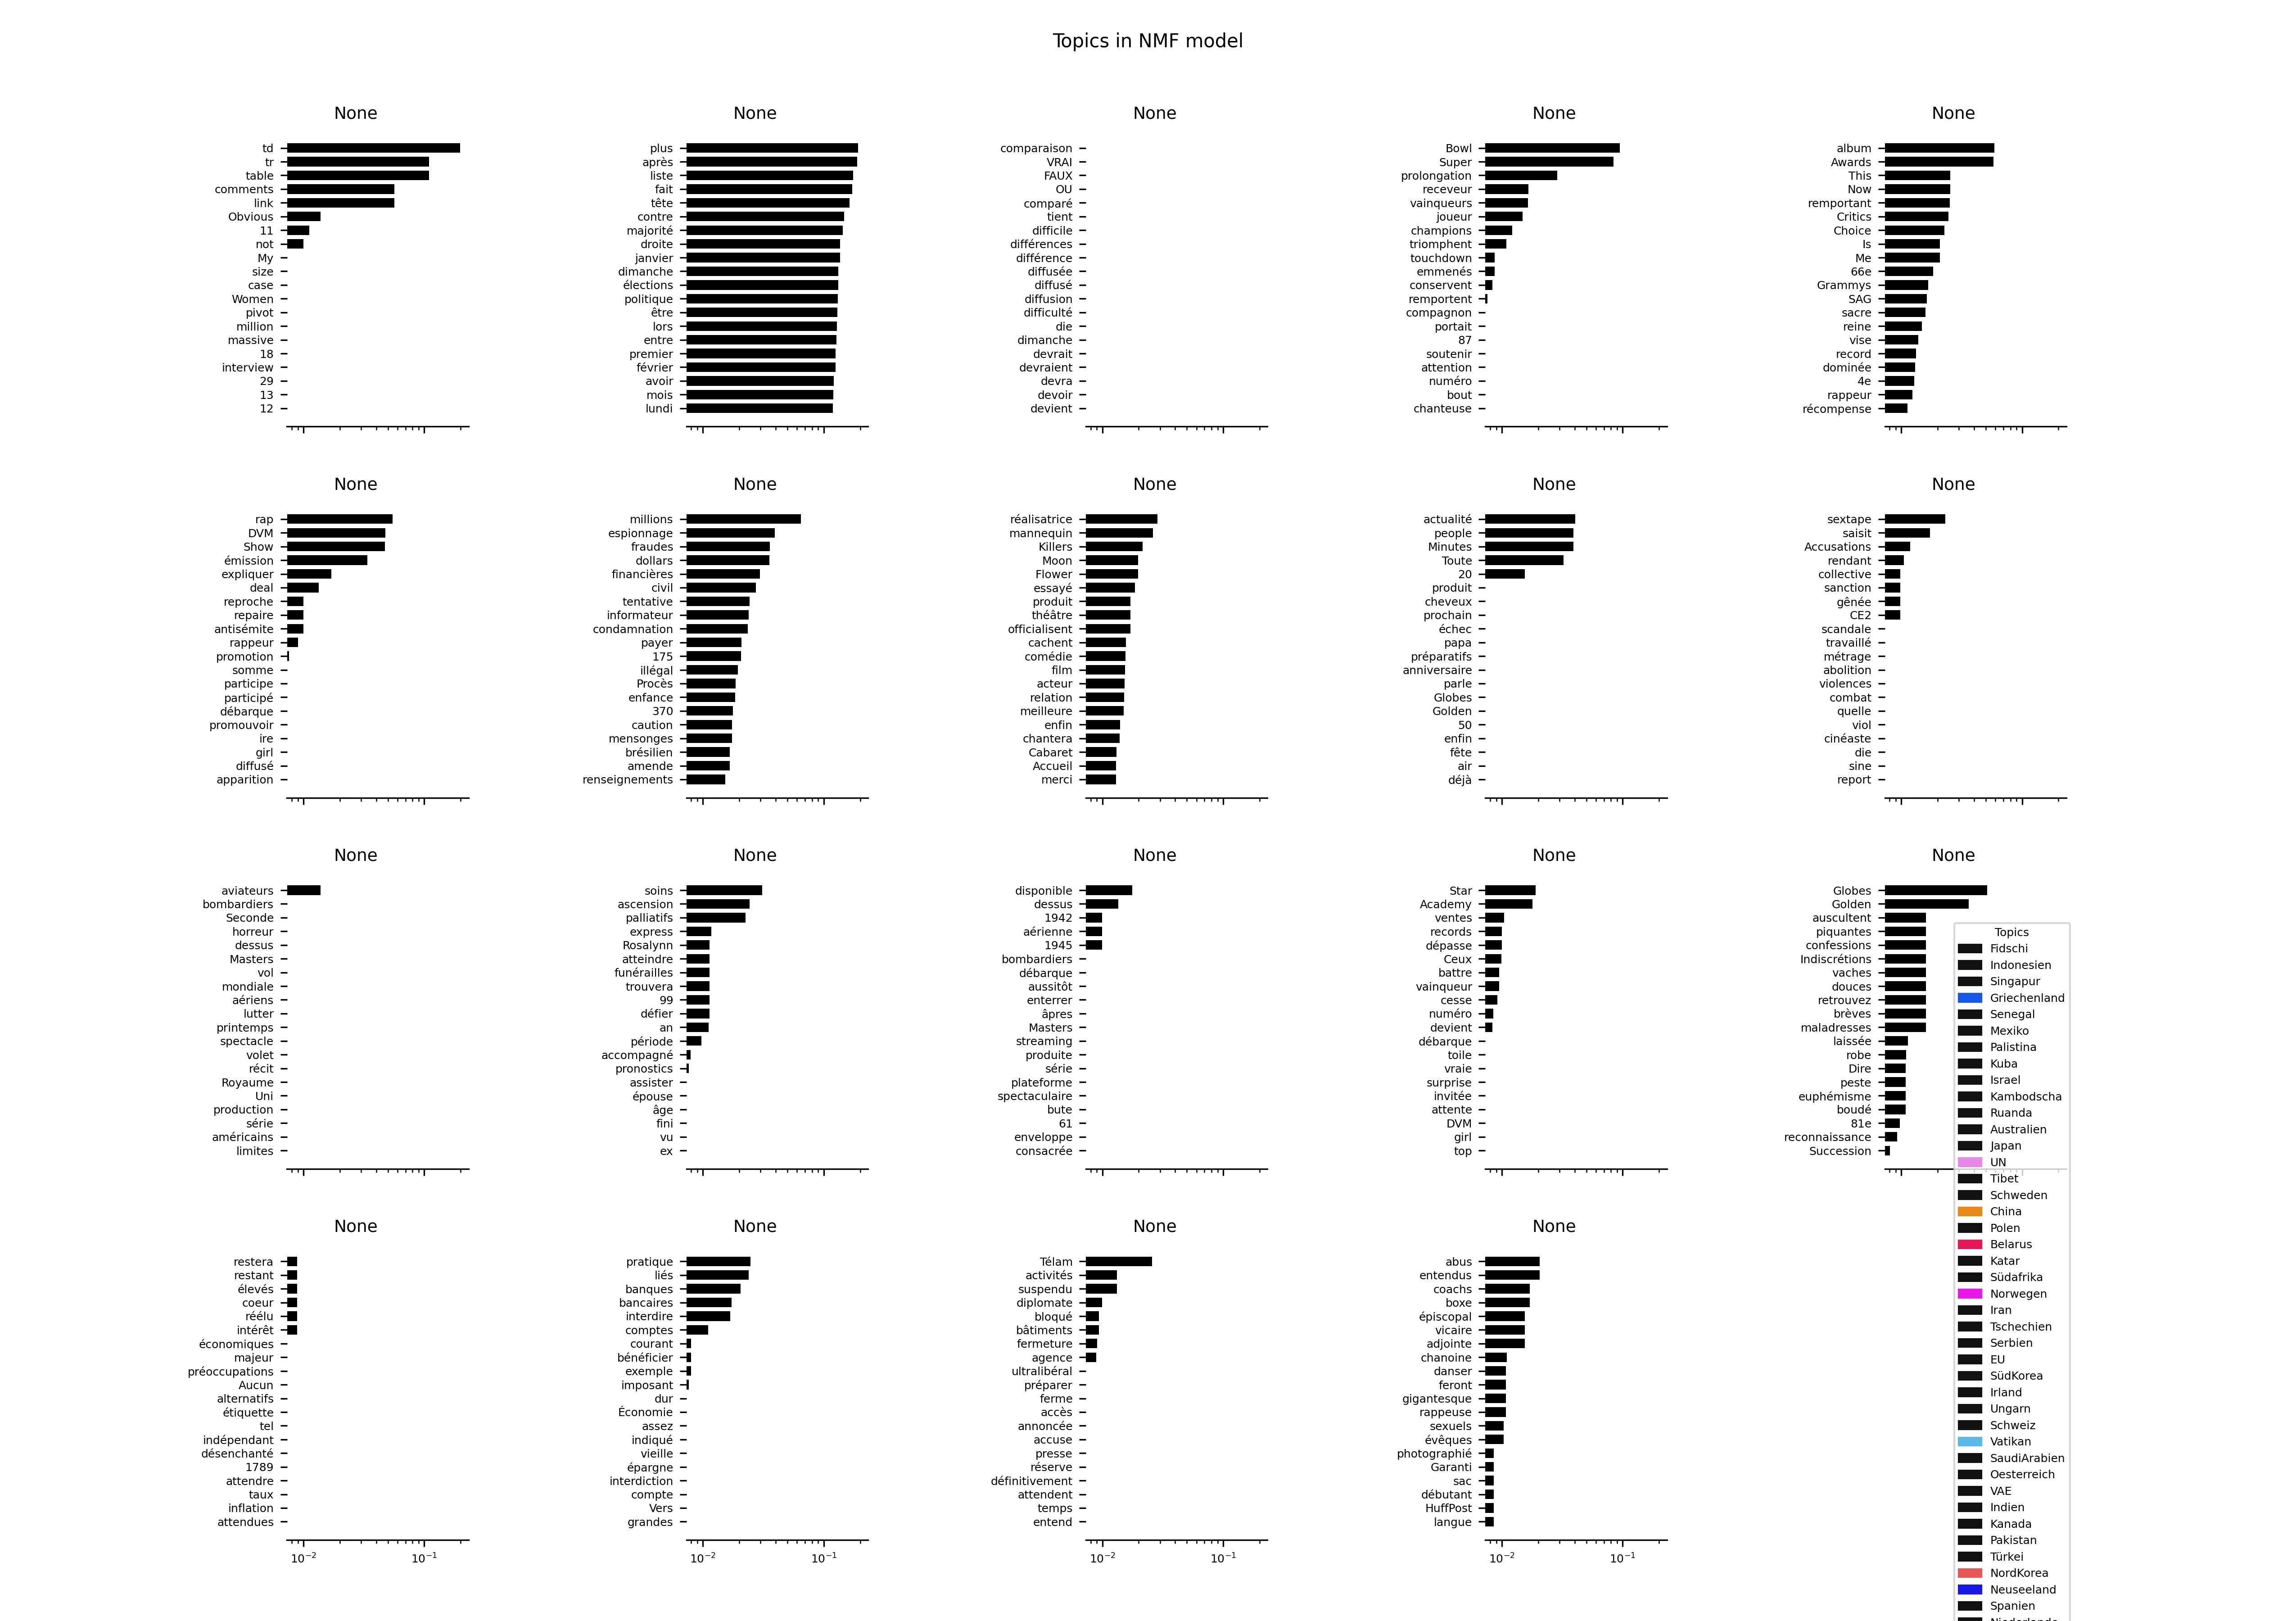 Topics in NMF model
None
td
tr
table
comments
link
Obvious
11
not
My
size
case
Women
pivot
million
massive
18
interview
29
13
12
None
plus
après
liste
fait
tête
contre
majorité
droite
janvier
dimanche
élections
politique
être
lors
entre
premier
février
avoir
mois
lundi
None
comparaison
VRAI
FAUX
OU
comparé
tient
difficile
différences
différence
diffusée
diffusé
diffusion
difficulté
die
dimanche
devrait
devraient
devra
devoir
devient
None
Bowl
Super
prolongation
receveur
vainqueurs
joueur
champions
triomphent
touchdown
emmenés
conservent
remportent
compagnon
portait
87
soutenir
attention
numéro
bout
chanteuse
None
album
Awards
This
Now
remportant
Critics
Choice
Is
Me
66e
Grammys
SAG
sacre
reine
vise
record
dominée
4e
rappeur
récompense
None
rap
DVM
Show
émission
expliquer
deal
reproche
repaire
antisémite
rappeur
promotion
somme
participe
participé
débarque
promouvoir
ire
girl
diffusé
apparition
None
millions
espionnage
fraudes
dollars
financières
civil
tentative
informateur
condamnation
payer
175
illégal
Procès
enfance
370
caution
mensonges
brésilien
amende
renseignements
None
réalisatrice
mannequin
Killers
Moon
Flower
essayé
produit
théâtre
officialisent
cachent
comédie
film
acteur
relation
meilleure
enfin
chantera
Cabaret
Accueil
merci
None
actualité
people
Minutes
Toute
20
produit
cheveux
prochain
échec
papa
préparatifs
anniversaire
parle
Globes
Golden
50
enfin
fête
air
déjà
None
sextape
saisit
Accusations
rendant
collective
sanction
gênée
CE2
scandale
travaillé
métrage
abolition
violences
combat
quelle
viol
cinéaste
die
sine
report
None
aviateurs
bombardiers
Seconde
horreur
dessus
Masters
vol
mondiale
aériens
lutter
printemps
spectacle
volet
récit
Royaume
Uni
production
série
américains
limites
None
soins
ascension
palliatifs
express
Rosalynn
atteindre
funérailles
trouvera
99
défier
an
période
accompagné
pronostics
assister
épouse
âge
fini
vu
ex
None
disponible
dessus
1942
aérienne
1945
bombardiers
débarque
aussitôt
enterrer
âpres
Masters
streaming
produite
série
plateforme
spectaculaire
bute
61
enveloppe
consacrée
None
Star
Academy
ventes
records
dépasse
Ceux
battre
vainqueur
cesse
numéro
devient
débarque
toile
vraie
surprise
invitée
attente
DVM
girl
top
None
Globes
Golden
auscultent
piquantes
confessions
Indiscrétions
vaches
douces
retrouvez
brèves
maladresses
laissée
robe
Dire
peste
euphémisme
boudé
81e
reconnaissance
Succession
None
restera
restant
élevés
coeur
réélu
intérêt
économiques
majeur
préoccupations
Aucun
alternatifs
étiquette
tel
indépendant
désenchanté
1789
attendre
taux
inflation
attendues
10⁻² 10⁻¹
None
pratique
liés
banques
bancaires
interdire
comptes
courant
bénéficier
exemple
imposant
dur
Économie
assez
indiqué
vieille
épargne
interdiction
compte
Vers
grandes
10⁻² 10⁻¹
None
Télam
activités
suspendu
diplomate
bloqué
bâtiments
fermeture
agence
ultralibéral
préparer
ferme
accès
annoncée
accuse
presse
réserve
définitivement
attendent
temps
entend
10⁻² 10⁻¹
None
abus
entendus
coachs
boxe
épiscopal
vicaire
adjointe
chanoine
danser
feront
gigantesque
rappeuse
sexuels
évêques
photographié
Garanti
sac
débutant
HuffPost
langue
10⁻² 10⁻¹
Topics
Fidschi
Indonesien
Singapur
Griechenland
Senegal
Mexiko
Palistina
Kuba
Israel
Kambodscha
Ruanda
Australien
Japan
UN
Tibet
Schweden
China
Polen
Belarus
Katar
Südafrika
Norwegen
Iran
Tschechien
Serbien
EU
SüdKorea
Irland
Ungarn
Schweiz
Vatikan
SaudiArabien
Oesterreich
VAE
Indien
Kanada
Pakistan
Türkei
NordKorea
Neuseeland
Spanien